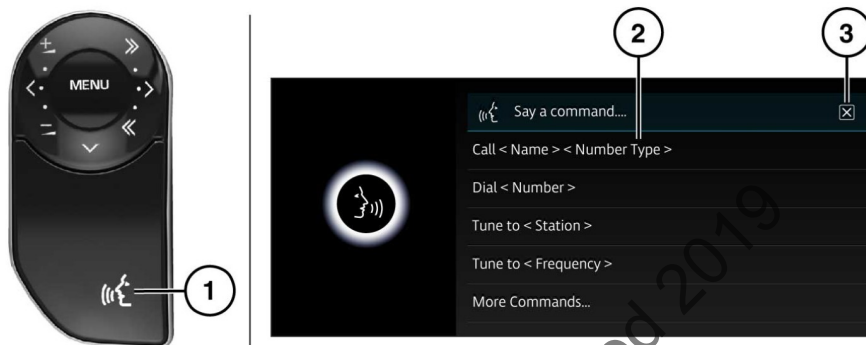 MENU
1
2
3
Say a command....
Call < Name > < Number Type >
Dial < Number >
Tune to < Station >
Tune to < Frequency >
More Commands...
2019